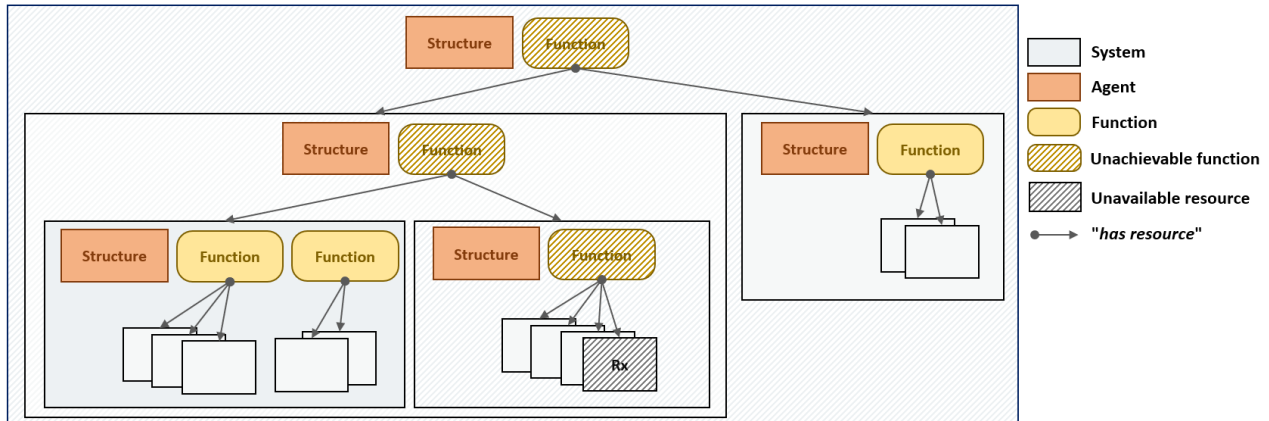 Structure
Function
Structure
Function
Structure
Function
Structure
Function
Function
Structure
Function
Rx
System
Agent
Function
Unachievable function
Unavailable resource
"has resource"